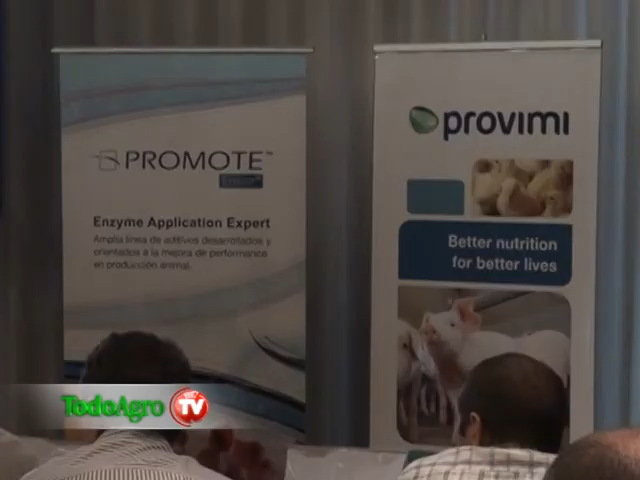 PROMOTE™
Enzyme Application Expert
Amplia línea de aditivos desarrollados y
orientados a la mejora de performance
en producción animal.
provimi
Better nutrition
for better lives
TodoAgro TV